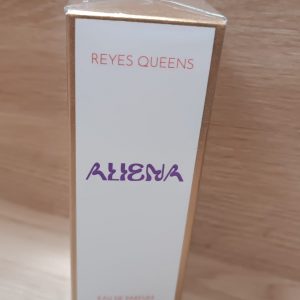 REYES QUEENS
ALIENA
EAU DE PARFUM